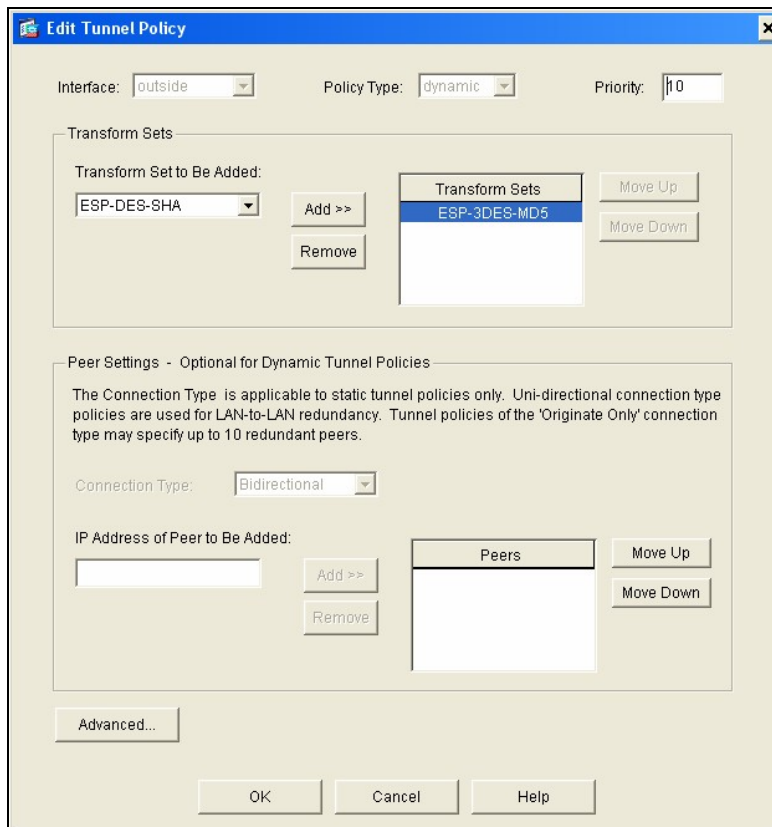 Edit Tunnel Policy
Interface: outside Policy Type: dynamic Priority: 10
Transform Sets
Transform Set to Be Added:
ESP-DES-SHA
Add >>
Remove
Transform Sets
ESP-3DES-MD5
Move Up
Move Down
Peer Settings - Optional for Dynamic Tunnel Policies
The Connection Type is applicable to static tunnel policies only. Uni-directional connection type
policies are used for LAN-to-LAN redundancy. Tunnel policies of the 'Originate Only' connection
type may specify up to 10 redundant peers.
Connection Type: Bidirectional
IP Address of Peer to Be Added:
Add >>
Remove
Peers
Move Up
Move Down
Advanced...
OK Cancel Help